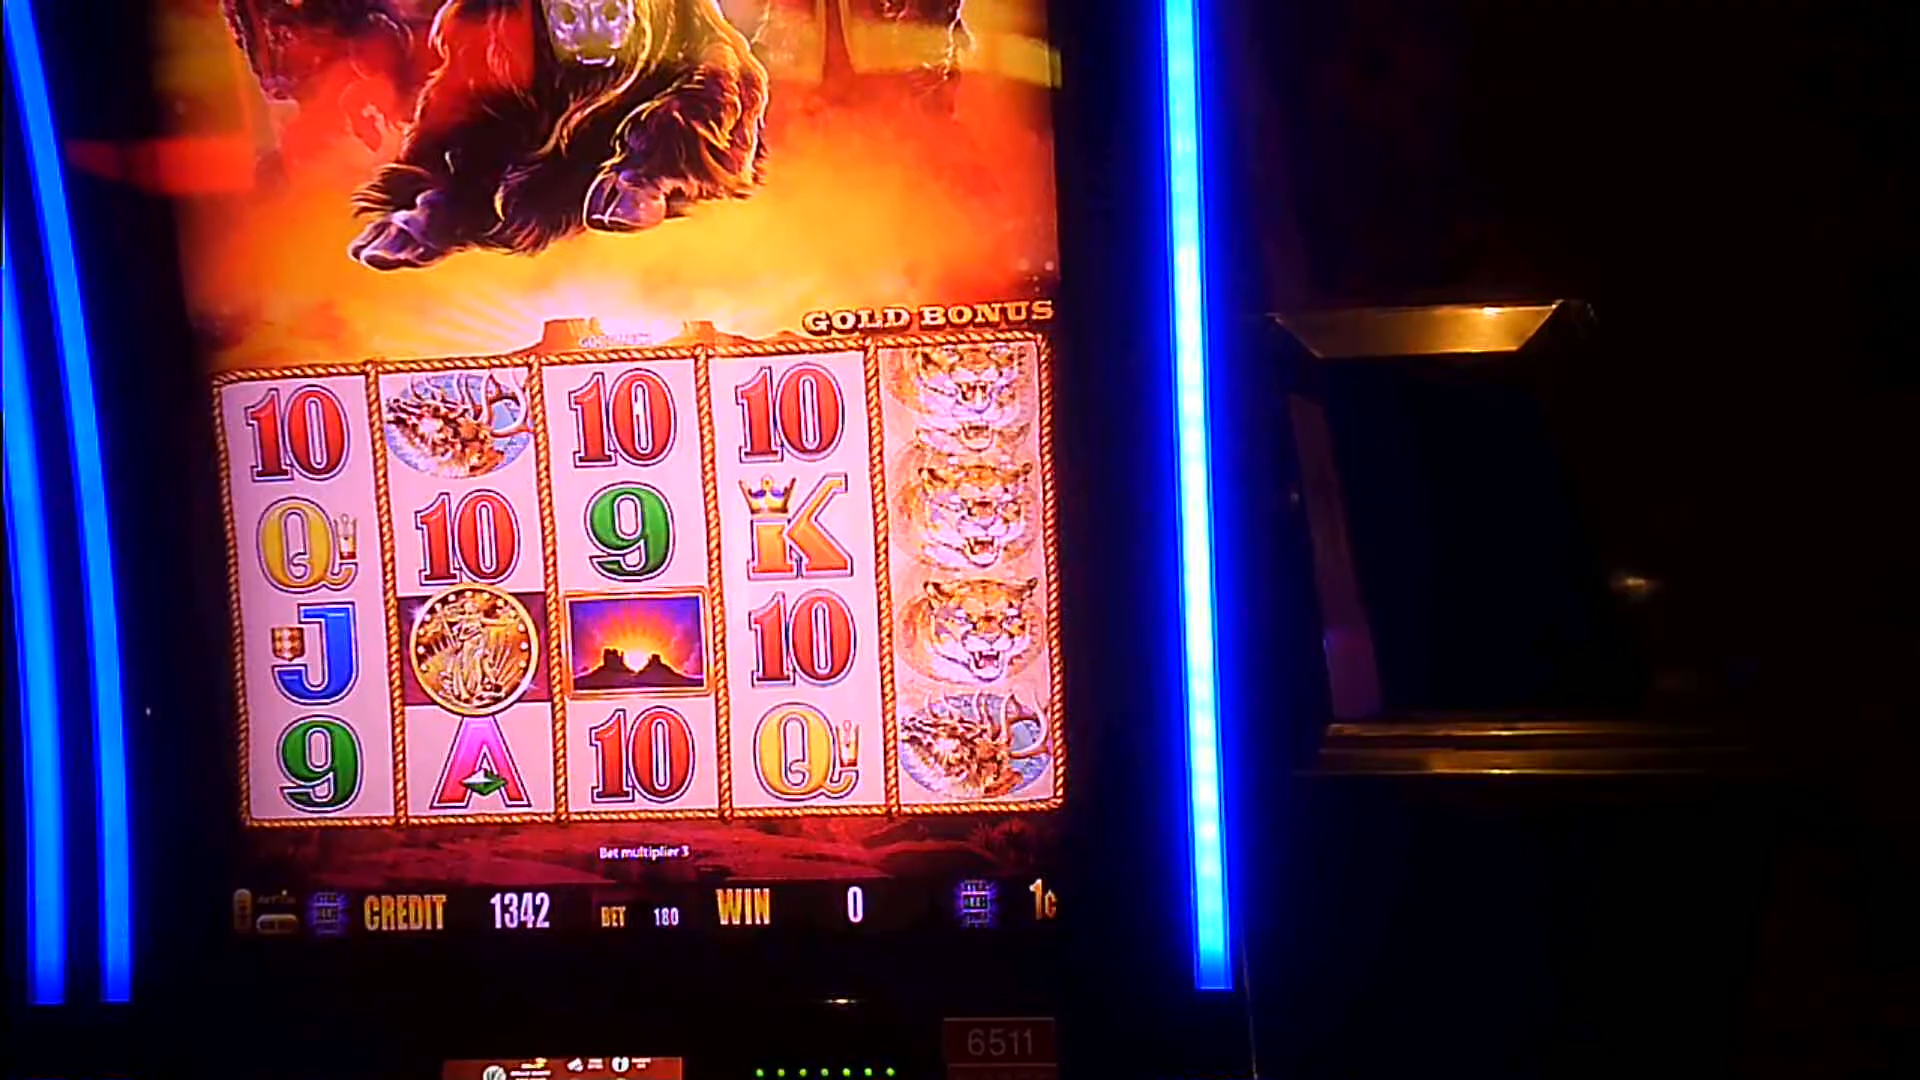 GOLD BONUS
10 10 10
Q 10 9 K
J 10
9 A 10 Q
Bet multiplier 3
CREDIT 1342 BET 180 WIN 0 1¢
6511